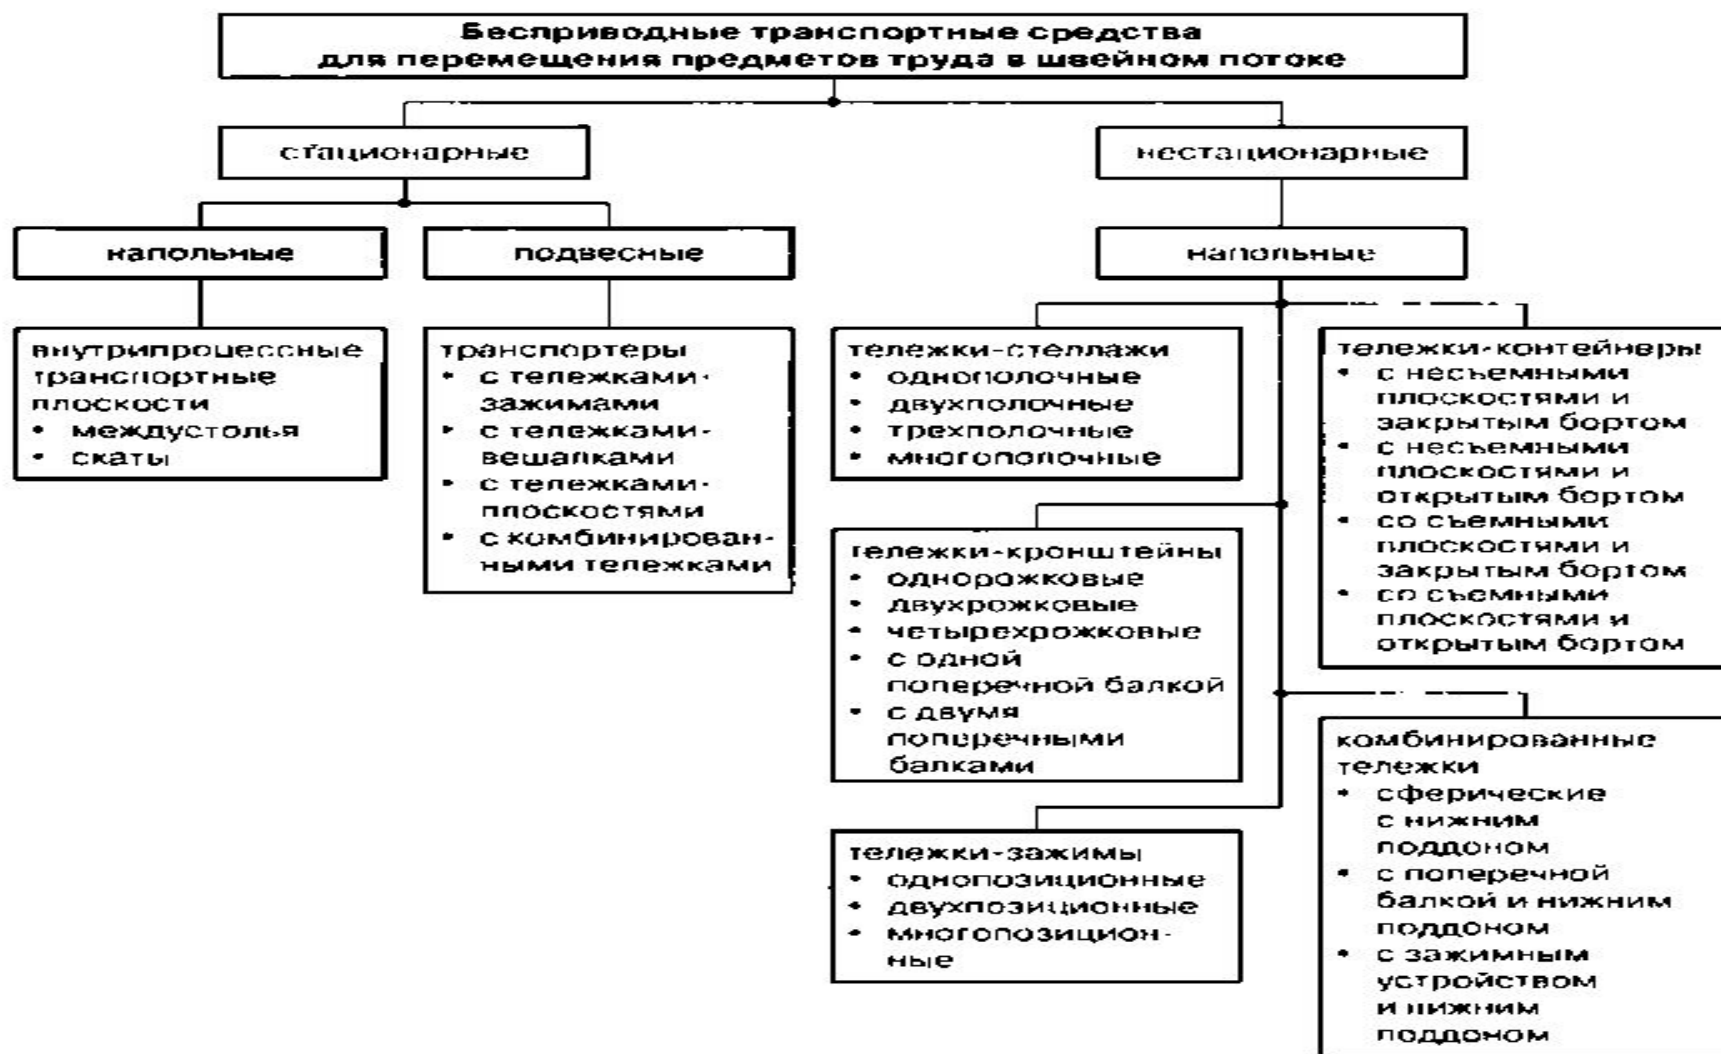 Бесприводные транспортные средства
для перемещения предметов труда в швейном потоке
стационарные
нестационарные
напольные
подвесные
напольные
внутрипроцессные
транспортные
плоскости
• междустолья
• скаты
транспортеры
• с тележками-
зажимами
• с тележками-
вешалками
• с тележками-
плоскостями
• с комбинирован-
ными тележками
тележки-стеллажи
• однополочные
• двухполочные
• трехполочные
• многополочные
тележки-контейнеры
• с несъемными
плоскостями и
закрытым бортом
• с несъемными
плоскостями и
открытым бортом
• со съемными
плоскостями и
закрытым бортом
• со съемными
плоскостями и
открытым бортом
тележки-кронштейны
• однорожковые
• двухрожковые
• четырехрожковые
• с одной
поперечной балкой
• с двумя
поперечными
балками
комбинированные
тележки
• сферические
с нижним
поддоном
• с поперечной
балкой и нижним
поддоном
• с зажимным
устройством
и нижним
поддоном
тележки-зажимы
• однопозиционные
• двухпозиционные
• многопозицион-
ные